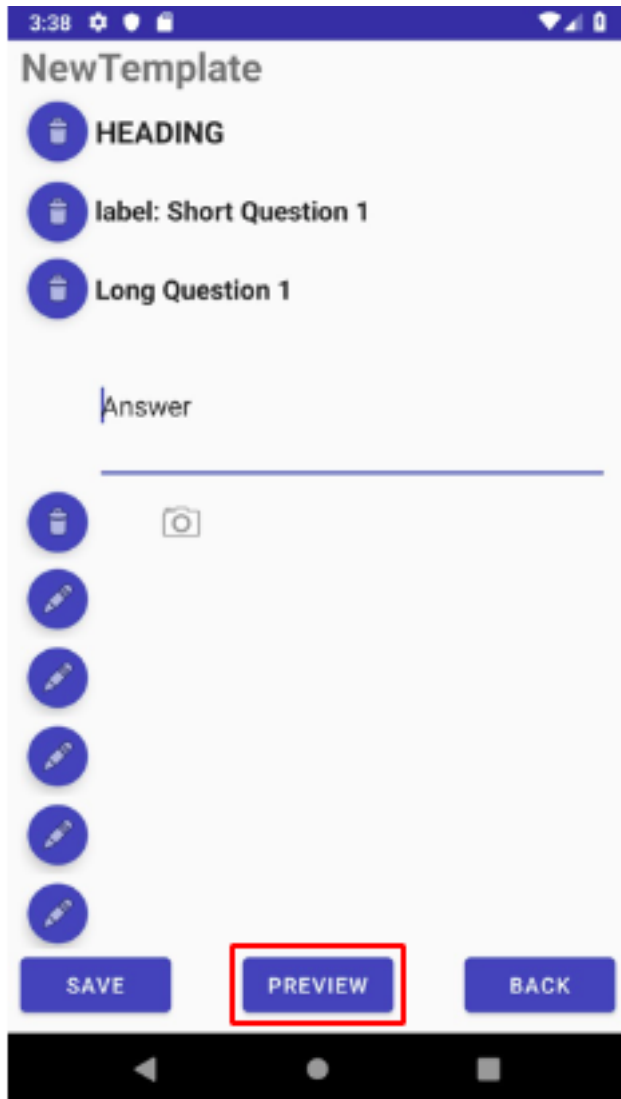 3:38
NewTemplate
HEADING
label: Short Question 1
Long Question 1
Answer
SAVE PREVIEW BACK